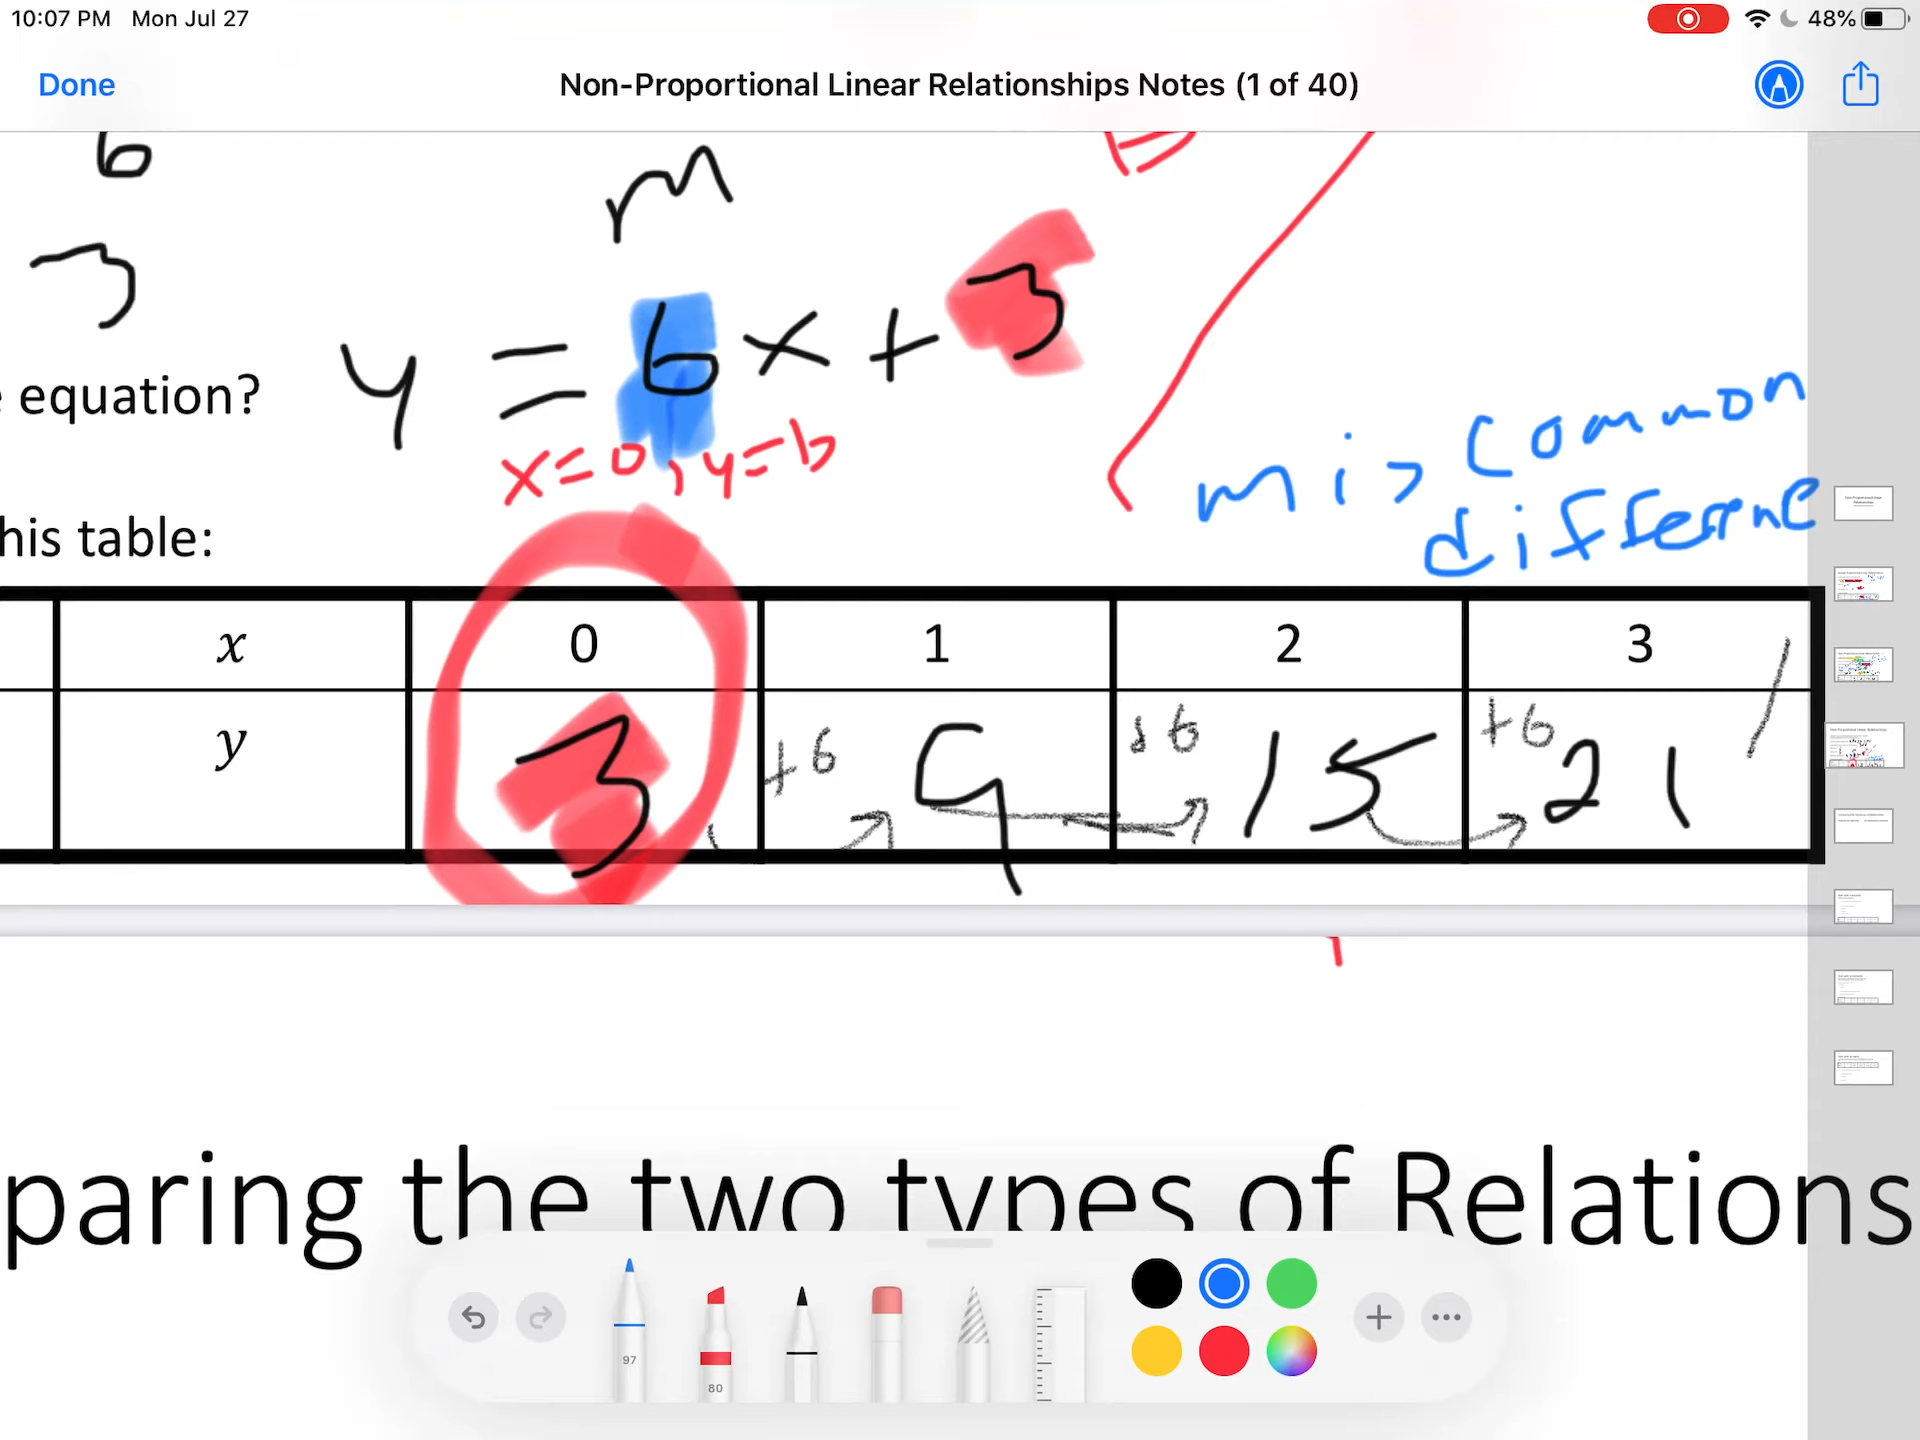 10:07 PM Mon Jul 27
48%
Done
Non-Proportional Linear Relationships Notes (1 of 40)
6
m
3
equation?
y = 6x + 3
x=0, y=b
m is common
differenc
his table:
x 0 1 2 3
y 3 +6 9 +6 15 +6 21
paring the two types of Relations
97
80